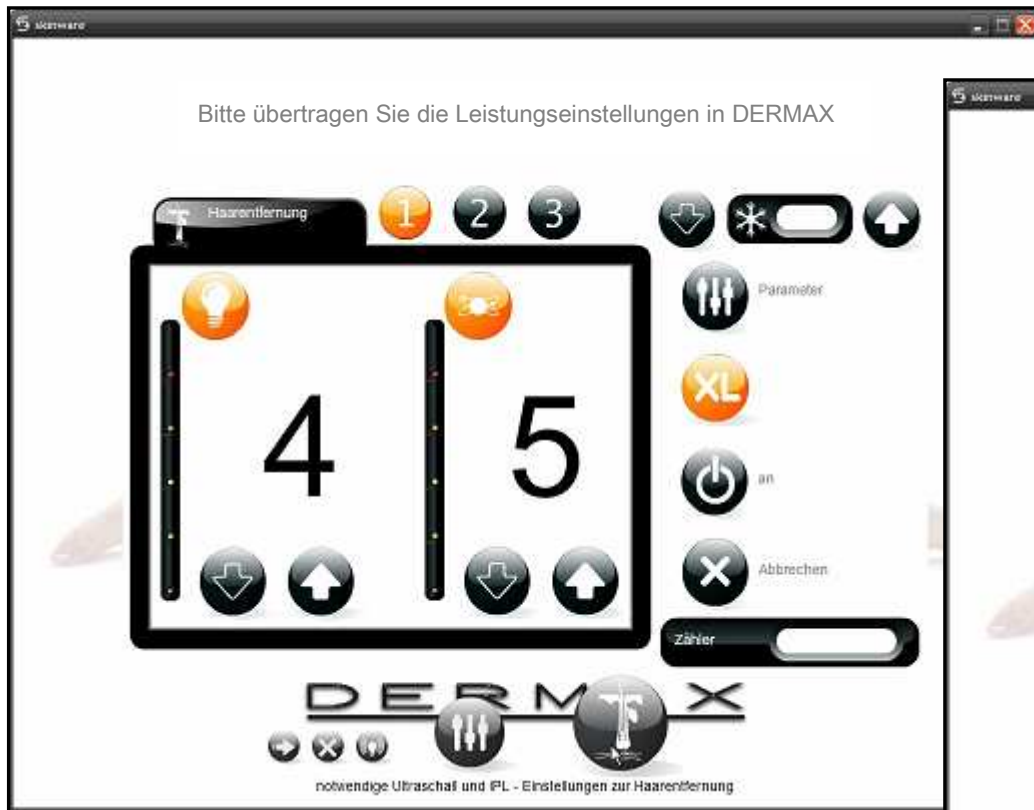 skinware
Bitte übertragen Sie die Leistungseinstellungen in DERMAX
skinware
Haarentfernung
1 2 3
Parameter
4 5
XL
an
Abbrechen
Zähler
DERMAX
notwendige Ultraschall und IPL - Einstellungen zur Haarentfernung